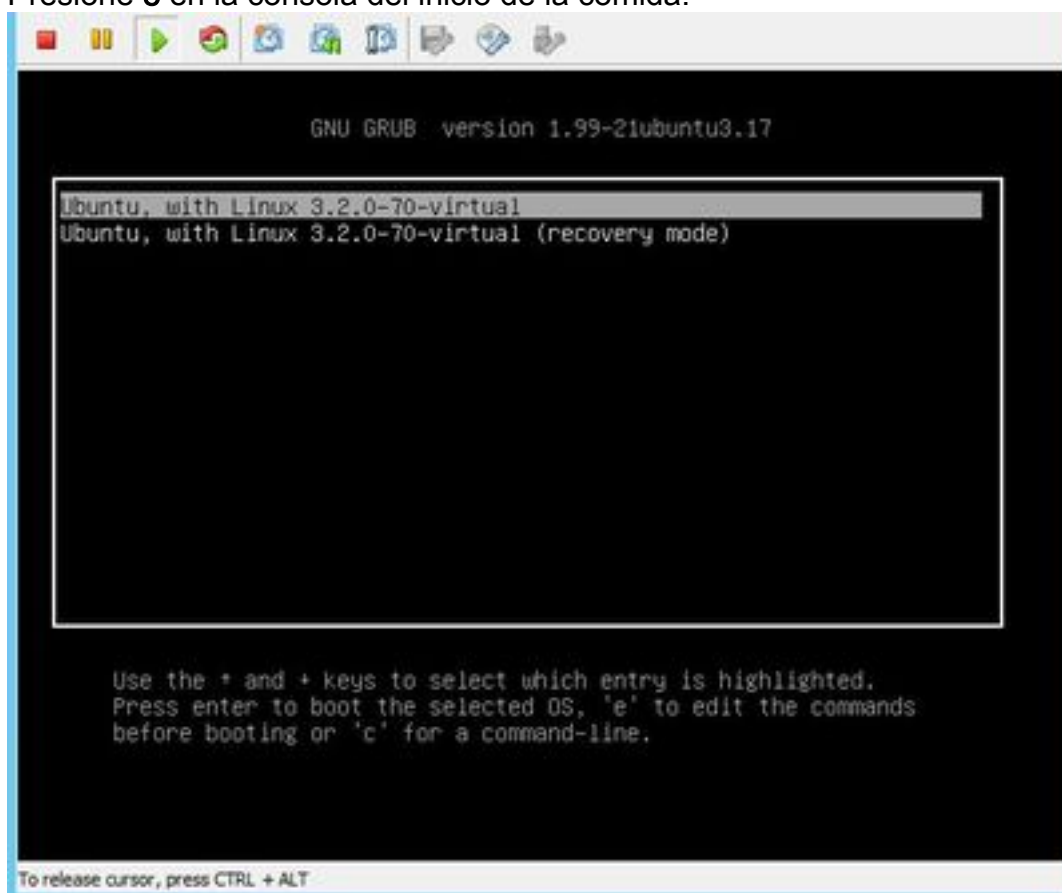 Presione e en la consola del inicio de la comida:
GNU GRUB version 1.99-21ubuntu3.17
Ubuntu, with Linux 3.2.0-70-virtual
Ubuntu, with Linux 3.2.0-70-virtual (recovery mode)
Use the ↑ and ↓ keys to select which entry is highlighted.
Press enter to boot the selected OS, 'e' to edit the commands
before booting or 'c' for a command-line.
To release cursor, press CTRL + ALT